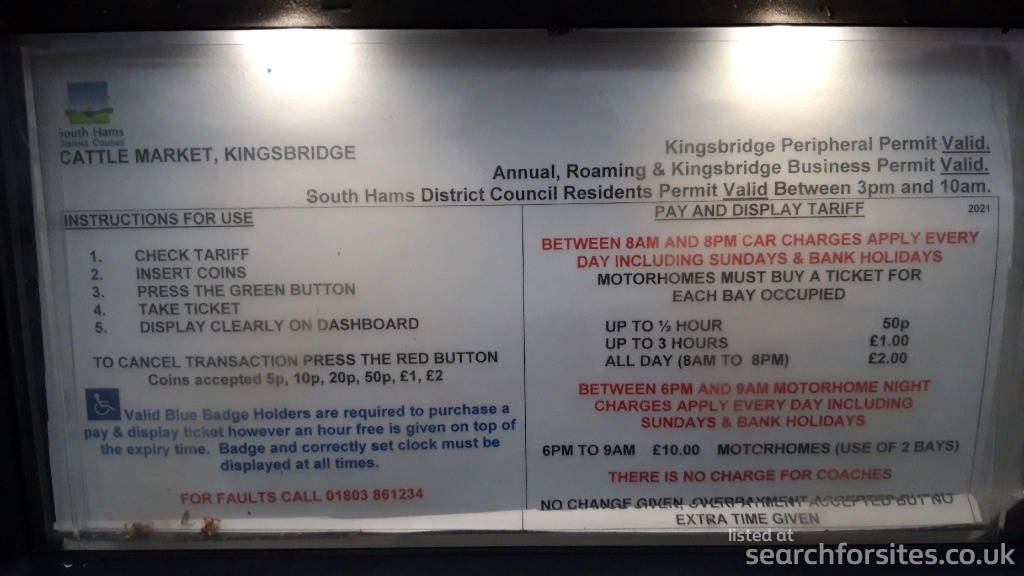 South Hams
District Council
CATTLE MARKET, KINGSBRIDGE
Kingsbridge Peripheral Permit Valid.
Annual, Roaming & Kingsbridge Business Permit Valid.
South Hams District Council Residents Permit Valid Between 3pm and 10am.
INSTRUCTIONS FOR USE
1. CHECK TARIFF
2. INSERT COINS
3. PRESS THE GREEN BUTTON
4. TAKE TICKET
5. DISPLAY CLEARLY ON DASHBOARD
TO CANCEL TRANSACTION PRESS THE RED BUTTON
Coins accepted 5p, 10p, 20p, 50p, £1, £2
Valid Blue Badge Holders are required to purchase a
pay & display ticket however an hour free is given on top of
the expiry time. Badge and correctly set clock must be
displayed at all times.
FOR FAULTS CALL 01803 861234
PAY AND DISPLAY TARIFF 2021
BETWEEN 8AM AND 8PM CAR CHARGES APPLY EVERY
DAY INCLUDING SUNDAYS & BANK HOLIDAYS
MOTORHOMES MUST BUY A TICKET FOR
EACH BAY OCCUPIED
UP TO ½ HOUR 50p
UP TO 3 HOURS £1.00
ALL DAY (8AM TO 8PM) £2.00
BETWEEN 6PM AND 9AM MOTORHOME NIGHT
CHARGES APPLY EVERY DAY INCLUDING
SUNDAYS & BANK HOLIDAYS
6PM TO 9AM £10.00 MOTORHOMES (USE OF 2 BAYS)
THERE IS NO CHARGE FOR COACHES
NO CHANGE GIVEN, OVERPAYMENT ACCEPTED BUT NO
EXTRA TIME GIVEN
listed at
searchforsites.co.uk